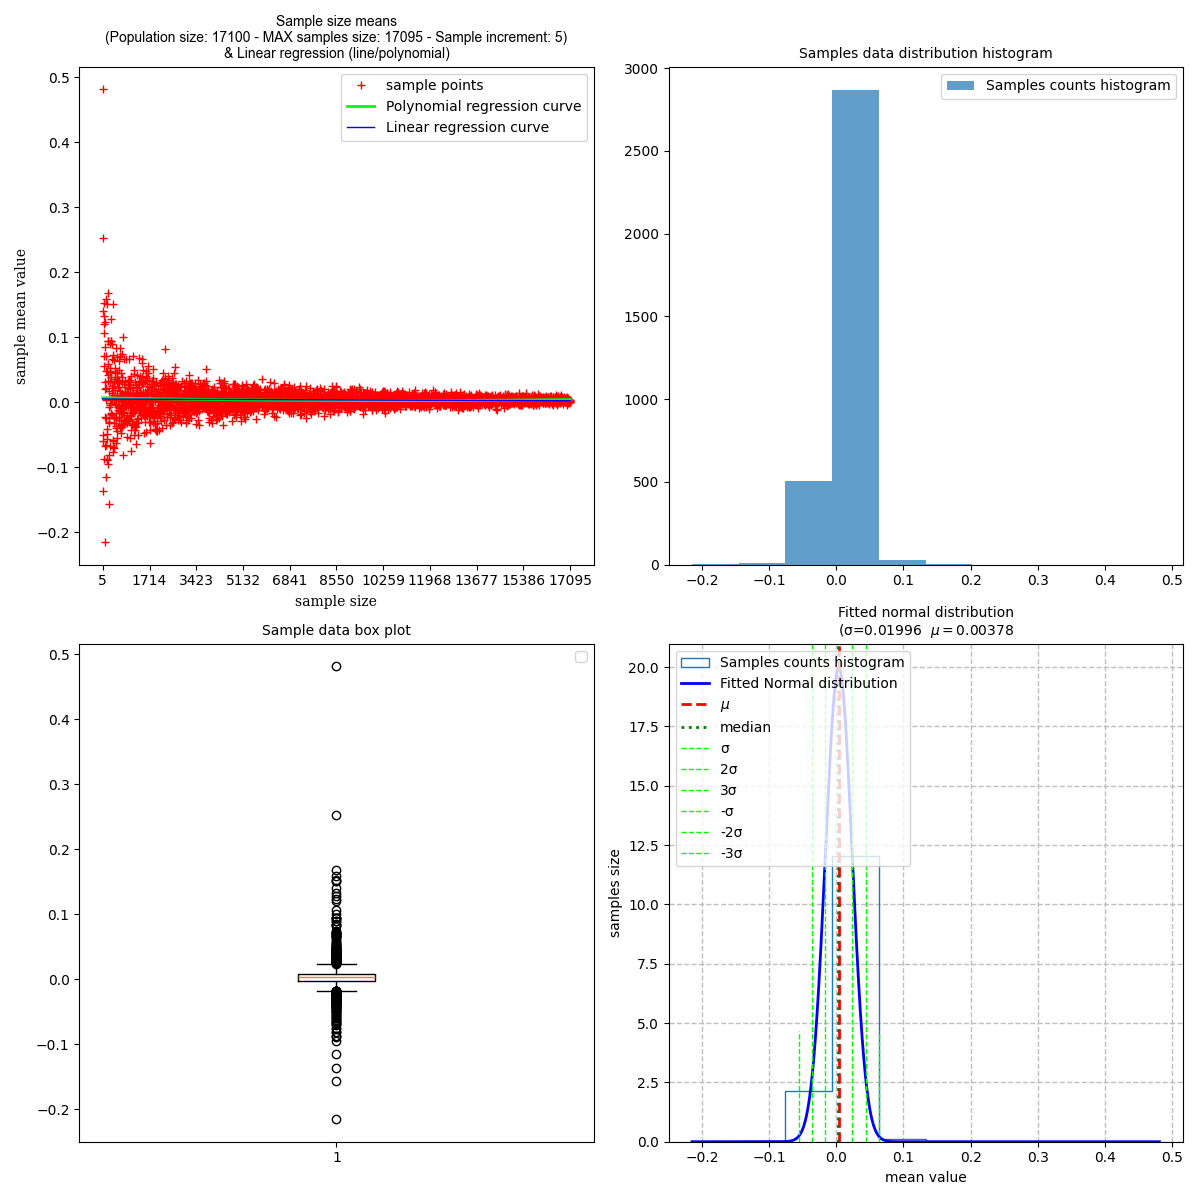 Sample size means
(Population size: 17100 - MAX samples size: 17095 - Sample increment: 5)
& Linear regression (line/polynomial)
sample points
Polynomial regression curve
Linear regression curve
0.5
0.4
0.3
0.2
0.1
0.0
−0.1
−0.2
sample mean value
5 1714 3423 5132 6841 8550 10259 11968 13677 15386 17095
sample size
Samples data distribution histogram
Samples counts histogram
3000
2500
2000
1500
1000
500
0
−0.2 −0.1 0.0 0.1 0.2 0.3 0.4 0.5
Sample data box plot
0.5
0.4
0.3
0.2
0.1
0.0
−0.1
−0.2
1
Fitted normal distribution
(σ=0.01996 μ = 0.00378
Samples counts histogram
Fitted Normal distribution
μ
median
σ
2σ
3σ
-σ
-2σ
-3σ
20.0
17.5
15.0
12.5
10.0
7.5
5.0
2.5
0.0
samples size
−0.2 −0.1 0.0 0.1 0.2 0.3 0.4 0.5
mean value